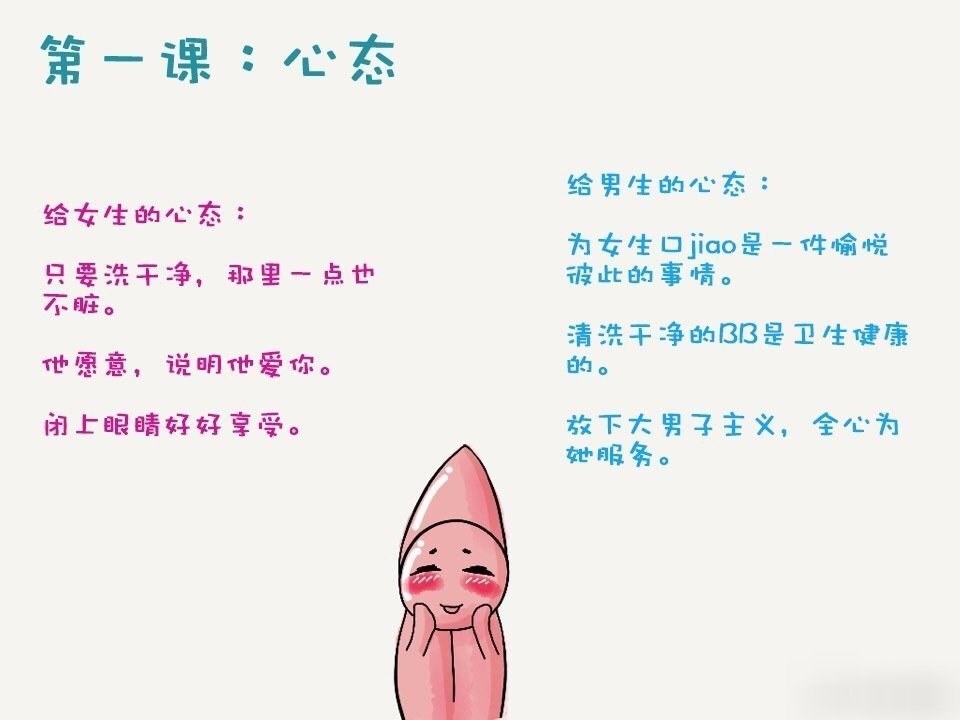 第一课：心态
给女生的心态：
只要洗干净，那里一点也
不脏。
他愿意，说明他爱你。
闭上眼睛好好享受。
给男生的心态：
为女生口jiao是一件愉悦
彼此的事情。
清洗干净的BB是卫生健康
的。
放下大男子主义，全心为
她服务。